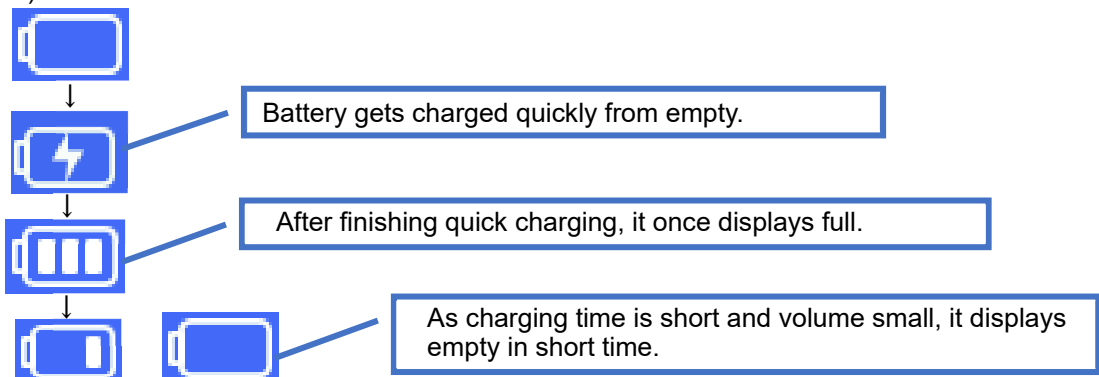 Battery gets charged quickly from empty.
↓
↓
After finishing quick charging, it once displays full.
↓
As charging time is short and volume small, it displays
empty in short time.